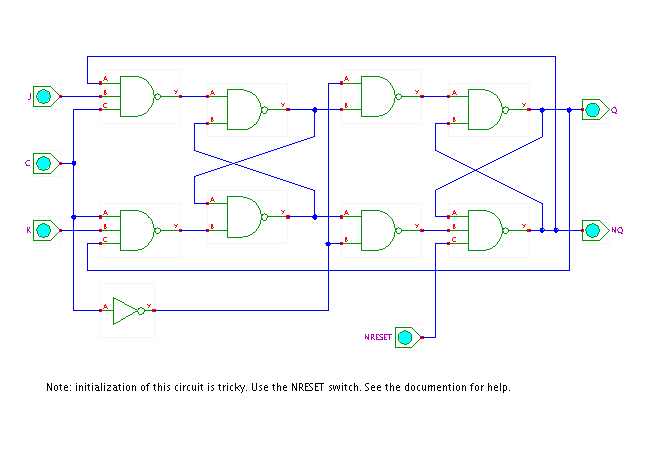 A
B
C
Y
J
A
B
Y
A
B
Y
A
B
Y
Q
C
A
B
C
Y
K
A
B
Y
A
B
Y
A
B
C
Y
NQ
A
Y
NRESET
Note: initialization of this circuit is tricky. Use the NRESET switch. See the documention for help.